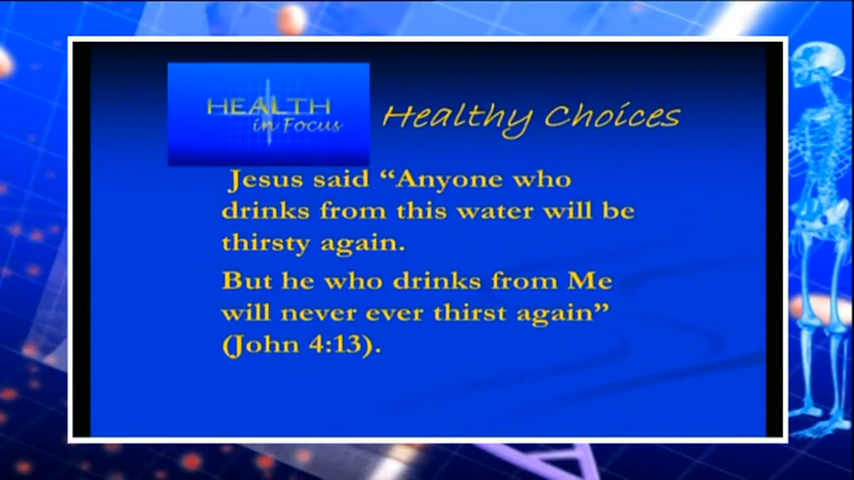 HEALTH
in Focus
Healthy Choices
Jesus said “Anyone who
drinks from this water will be
thirsty again.
But he who drinks from Me
will never ever thirst again”
(John 4:13).